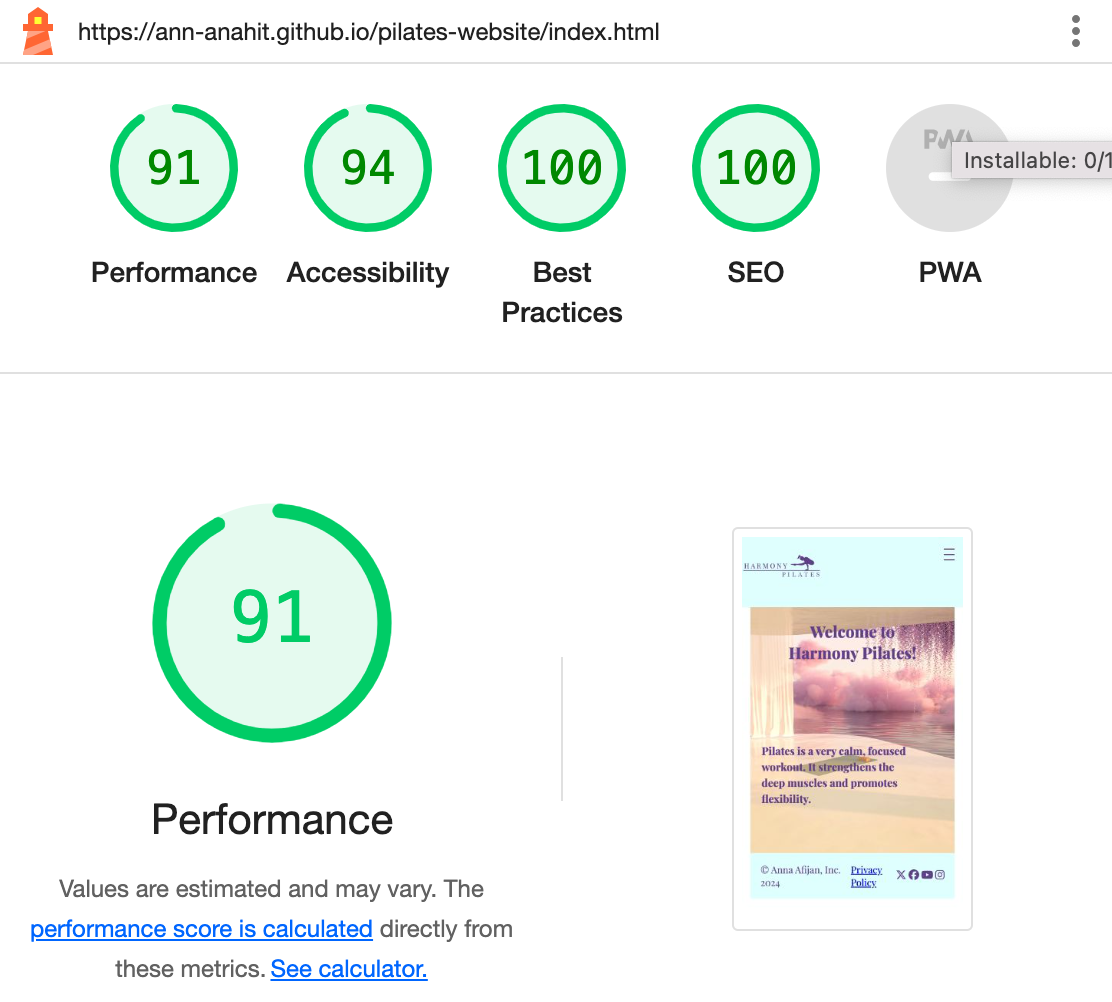 https://ann-anahit.github.io/pilates-website/index.html
91
94
100
100
PWA
Installable: 0/1
Performance
Accessibility
Best
Practices
SEO
PWA
91
Performance
Values are estimated and may vary. The
performance score is calculated directly from
these metrics. See calculator.
HARMONY
PILATES
Welcome to
Harmony Pilates!
Pilates is a very calm, focused
workout. It strengthens the
deep muscles and promotes
flexibility.
© Anna Afijan, Inc.
2024
Privacy
Policy